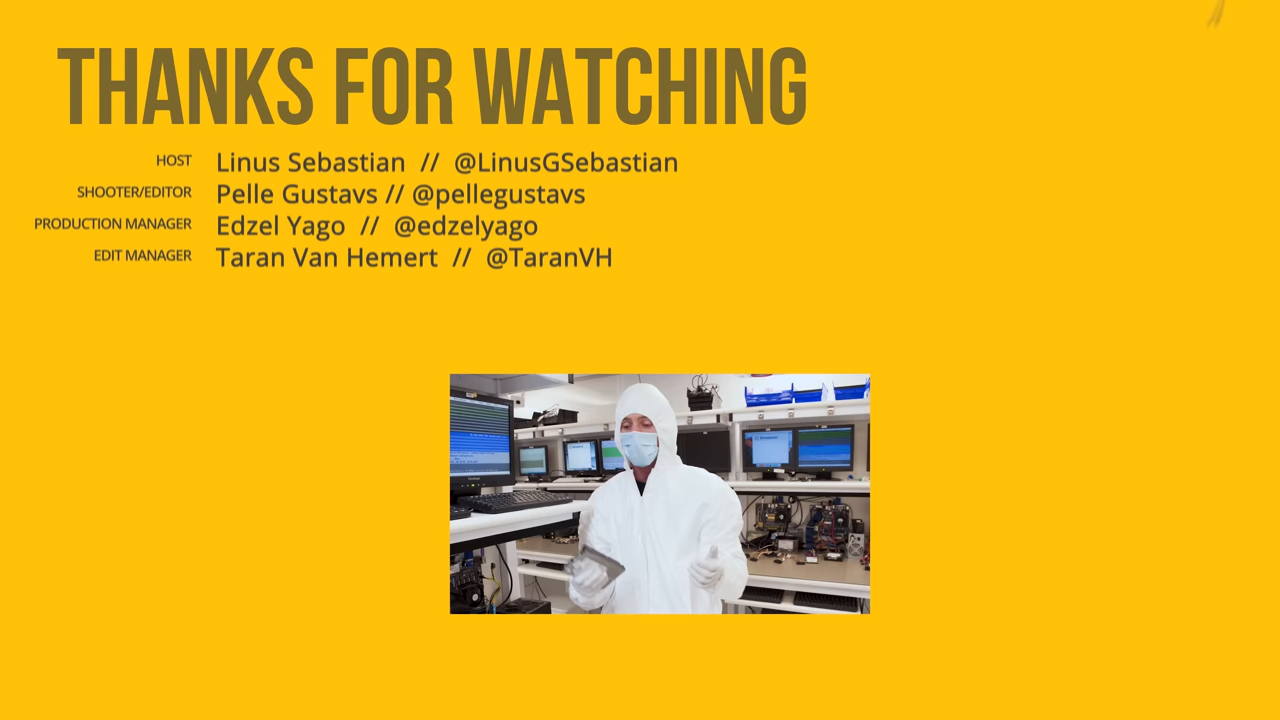 THANKS FOR WATCHING
HOST Linus Sebastian // @LinusGSebastian
SHOOTER/EDITOR Pelle Gustavs // @pellegustavs
PRODUCTION MANAGER Edzel Yago // @edzelyago
EDIT MANAGER Taran Van Hemert // @TaranVH